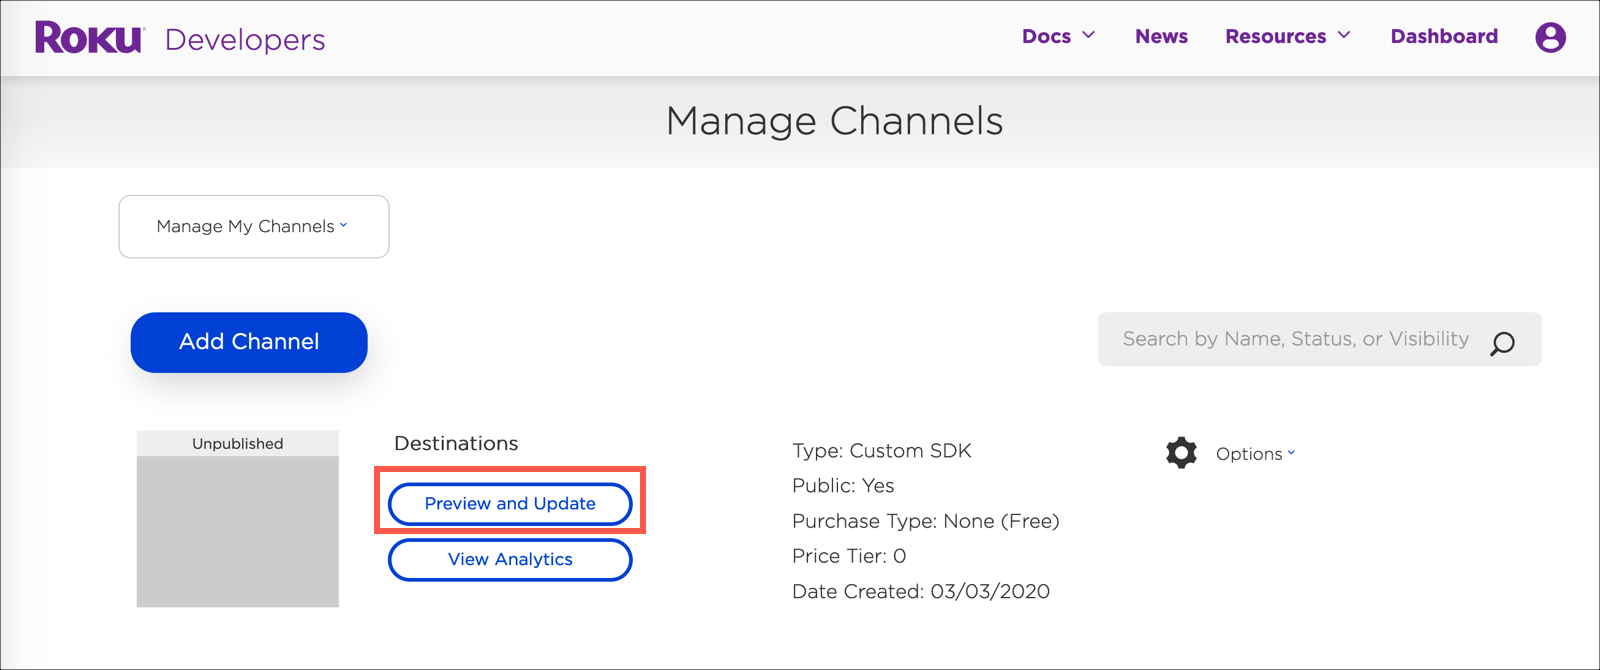 Roku Developers
Docs
News
Resources
Dashboard
Manage Channels
Manage My Channels
Add Channel
Search by Name, Status, or Visibility
Unpublished
Destinations
Preview and Update
View Analytics
Type: Custom SDK
Public: Yes
Purchase Type: None (Free)
Price Tier: 0
Date Created: 03/03/2020
Options